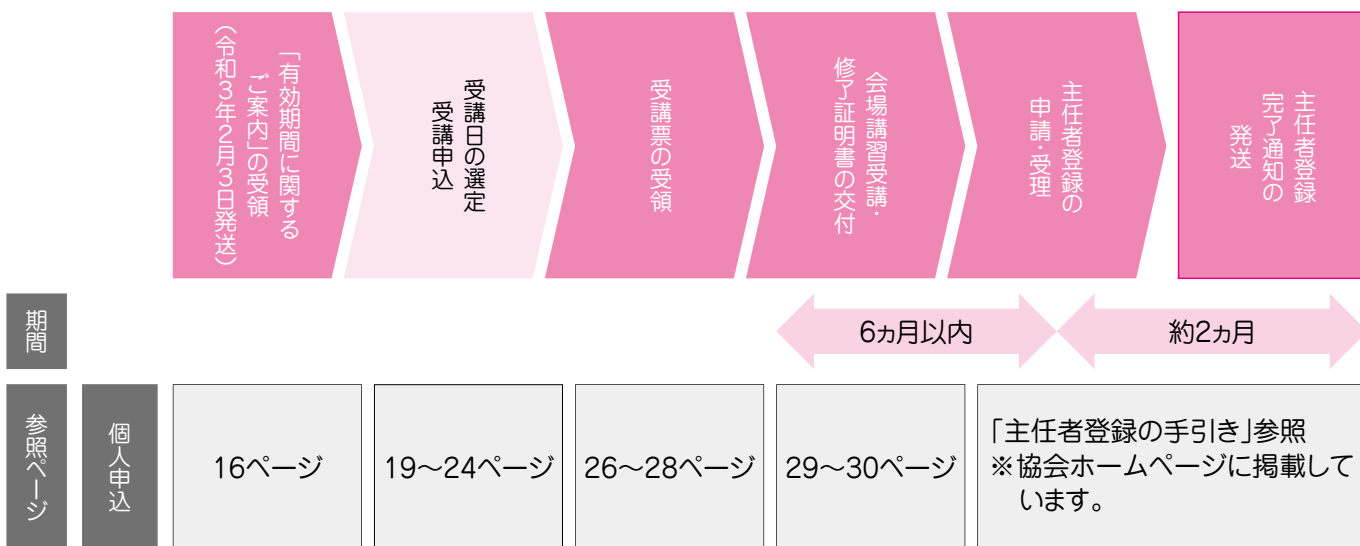 「有効期間に関する
ご案内」の受領
（令和3年2月3日発送）
受講日の選定
受講申込
受講票の受領
会場講習受講・
修了証明書の交付
主任者登録の
申請・受理
主任者登録
完了通知の
発送
期間
6ヵ月以内
約2ヵ月
参照ページ
個人申込
16ページ
19～24ページ
26～28ページ
29～30ページ
「主任者登録の手引き」参照
※協会ホームページに掲載して
います。